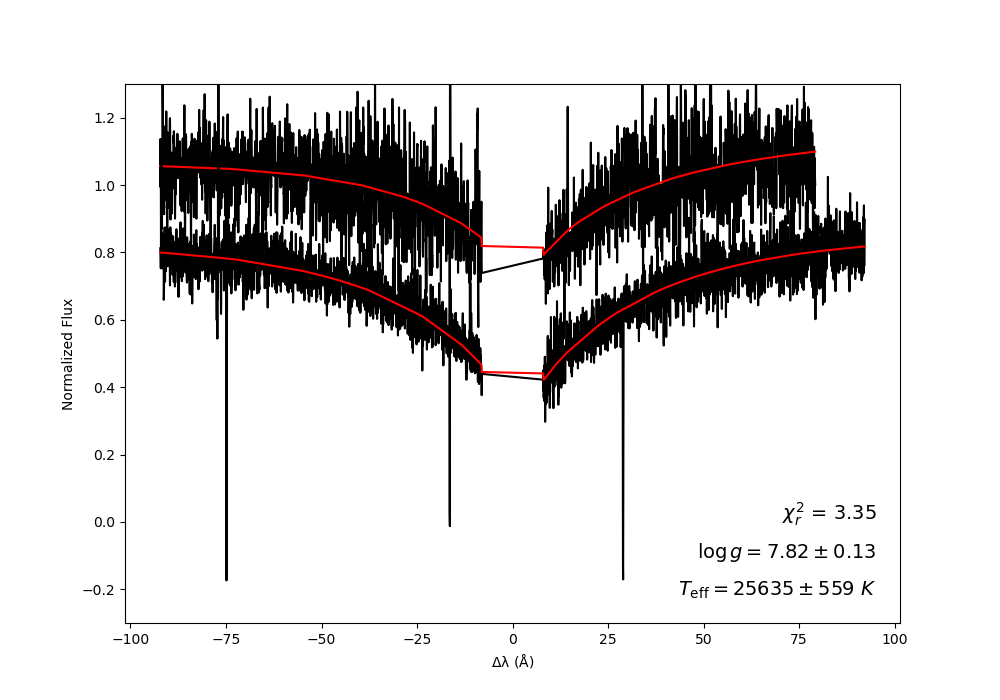 1.2
1.0
0.8
0.6
0.4
0.2
0.0
−0.2
Normalized Flux
χ²ᵣ = 3.35
log g = 7.82 ± 0.13
T_eff = 25635 ± 559 K
−100 −75 −50 −25 0 25 50 75 100
Δλ (Å)